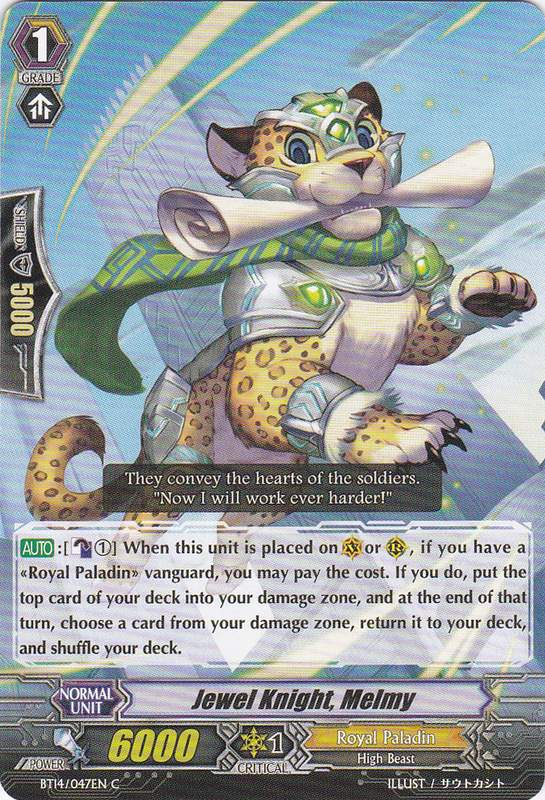 1
GRADE
SHIELD
5000
They convey the hearts of the soldiers.
"Now I will work ever harder!"
AUTO :[ ①] When this unit is placed on V or R, if you have a
«Royal Paladin» vanguard, you may pay the cost. If you do, put the
top card of your deck into your damage zone, and at the end of that
turn, choose a card from your damage zone, return it to your deck,
and shuffle your deck.
NORMAL
UNIT
Jewel Knight, Melmy
POWER
6000
1
CRITICAL
Royal Paladin
High Beast
BT14/047EN C
ILLUST / サウトカシト